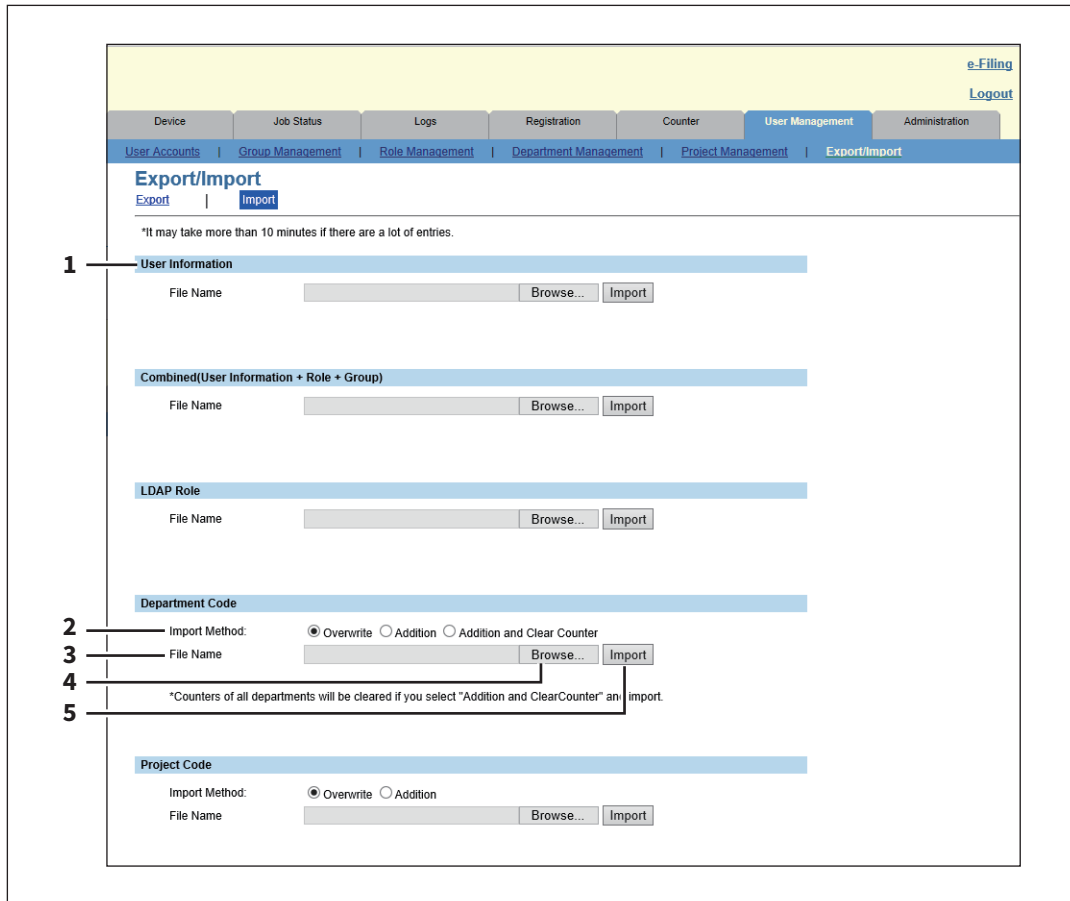 e-Filing
Logout
Device Job Status Logs Registration Counter User Management Administration
User Accounts | Group Management | Role Management | Department Management | Project Management | Export/Import
Export/Import
Export | Import
*It may take more than 10 minutes if there are a lot of entries.
1 User Information
File Name Browse... Import
Combined(User Information + Role + Group)
File Name Browse... Import
LDAP Role
File Name Browse... Import
Department Code
2 Import Method: Overwrite Addition Addition and Clear Counter
3 File Name Browse... Import
4
*Counters of all departments will be cleared if you select "Addition and ClearCounter" and import.
5
Project Code
Import Method: Overwrite Addition
File Name Browse... Import